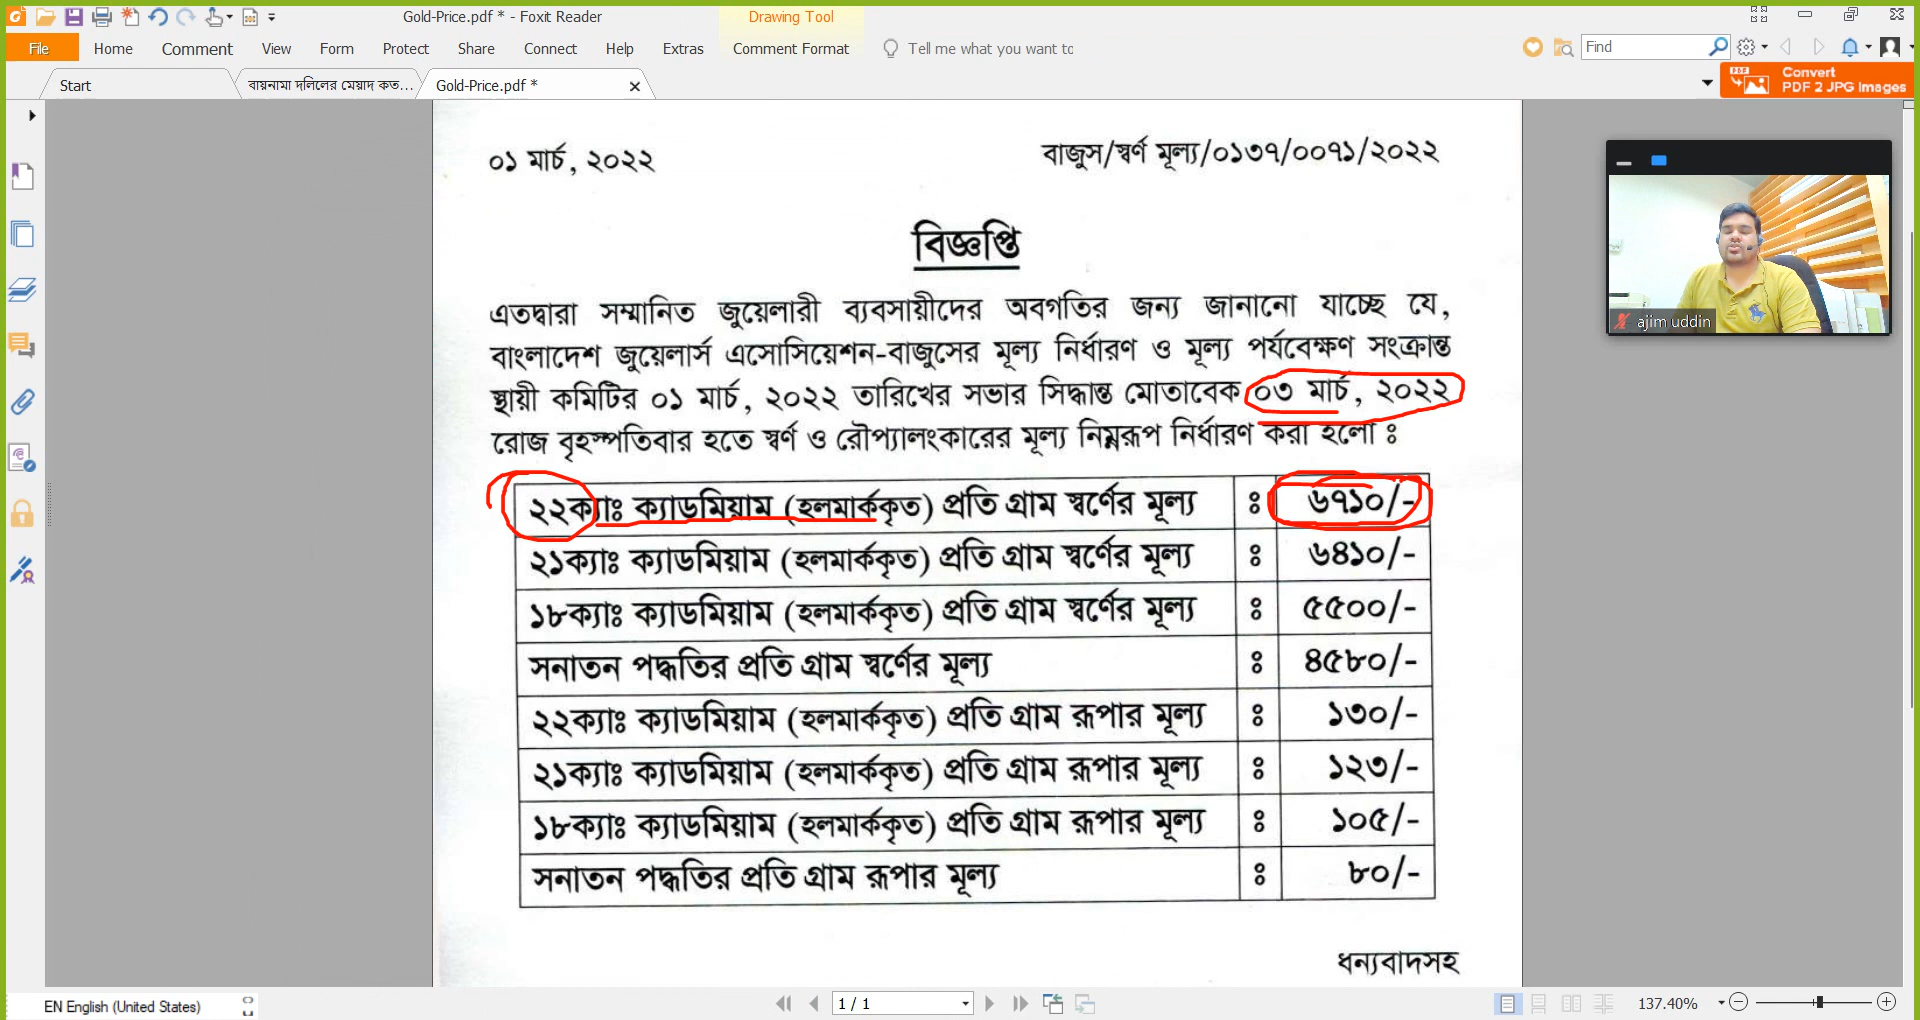 Gold-Price.pdf * - Foxit Reader
Drawing Tool
File Home Comment View Form Protect Share Connect Help Extras Comment Format Tell me what you want to
Find
Start
বায়নামা দলিলের মেয়াদ কত...
Gold-Price.pdf *
Convert
PDF 2 JPG Images
০১ মার্চ, ২০২২
বাজুস/স্বর্ণ মূল্য/০১৩৭/০০৭১/২০২২
বিজ্ঞপ্তি
এতদ্বারা সম্মানিত জুয়েলারী ব্যবসায়ীদের অবগতির জন্য জানানো যাচ্ছে যে,
বাংলাদেশ জুয়েলার্স এসোসিয়েশন-বাজুসের মূল্য নির্ধারণ ও মূল্য পর্যবেক্ষণ সংক্রান্ত
স্থায়ী কমিটির ০১ মার্চ, ২০২২ তারিখের সভার সিদ্ধান্ত মোতাবেক ০৩ মার্চ, ২০২২
রোজ বৃহস্পতিবার হতে স্বর্ণ ও রৌপ্যালংকারের মূল্য নিম্নরূপ নির্ধারণ করা হলো ঃ
২২ক্যাঃ ক্যাডমিয়াম (হলমার্ককৃত) প্রতি গ্রাম স্বর্ণের মূল্য ঃ ৬৭১০/-
২১ক্যাঃ ক্যাডমিয়াম (হলমার্ককৃত) প্রতি গ্রাম স্বর্ণের মূল্য ঃ ৬৪১০/-
১৮ক্যাঃ ক্যাডমিয়াম (হলমার্ককৃত) প্রতি গ্রাম স্বর্ণের মূল্য ঃ ৫৫০০/-
সনাতন পদ্ধতির প্রতি গ্রাম স্বর্ণের মূল্য ঃ ৪৫৮০/-
২২ক্যাঃ ক্যাডমিয়াম (হলমার্ককৃত) প্রতি গ্রাম রূপার মূল্য ঃ ১৩০/-
২১ক্যাঃ ক্যাডমিয়াম (হলমার্ককৃত) প্রতি গ্রাম রূপার মূল্য ঃ ১২৩/-
১৮ক্যাঃ ক্যাডমিয়াম (হলমার্ককৃত) প্রতি গ্রাম রূপার মূল্য ঃ ১০৫/-
সনাতন পদ্ধতির প্রতি গ্রাম রূপার মূল্য ঃ ৮০/-
ধন্যবাদসহ
ajim uddin
EN English (United States)
1 / 1
137.40%